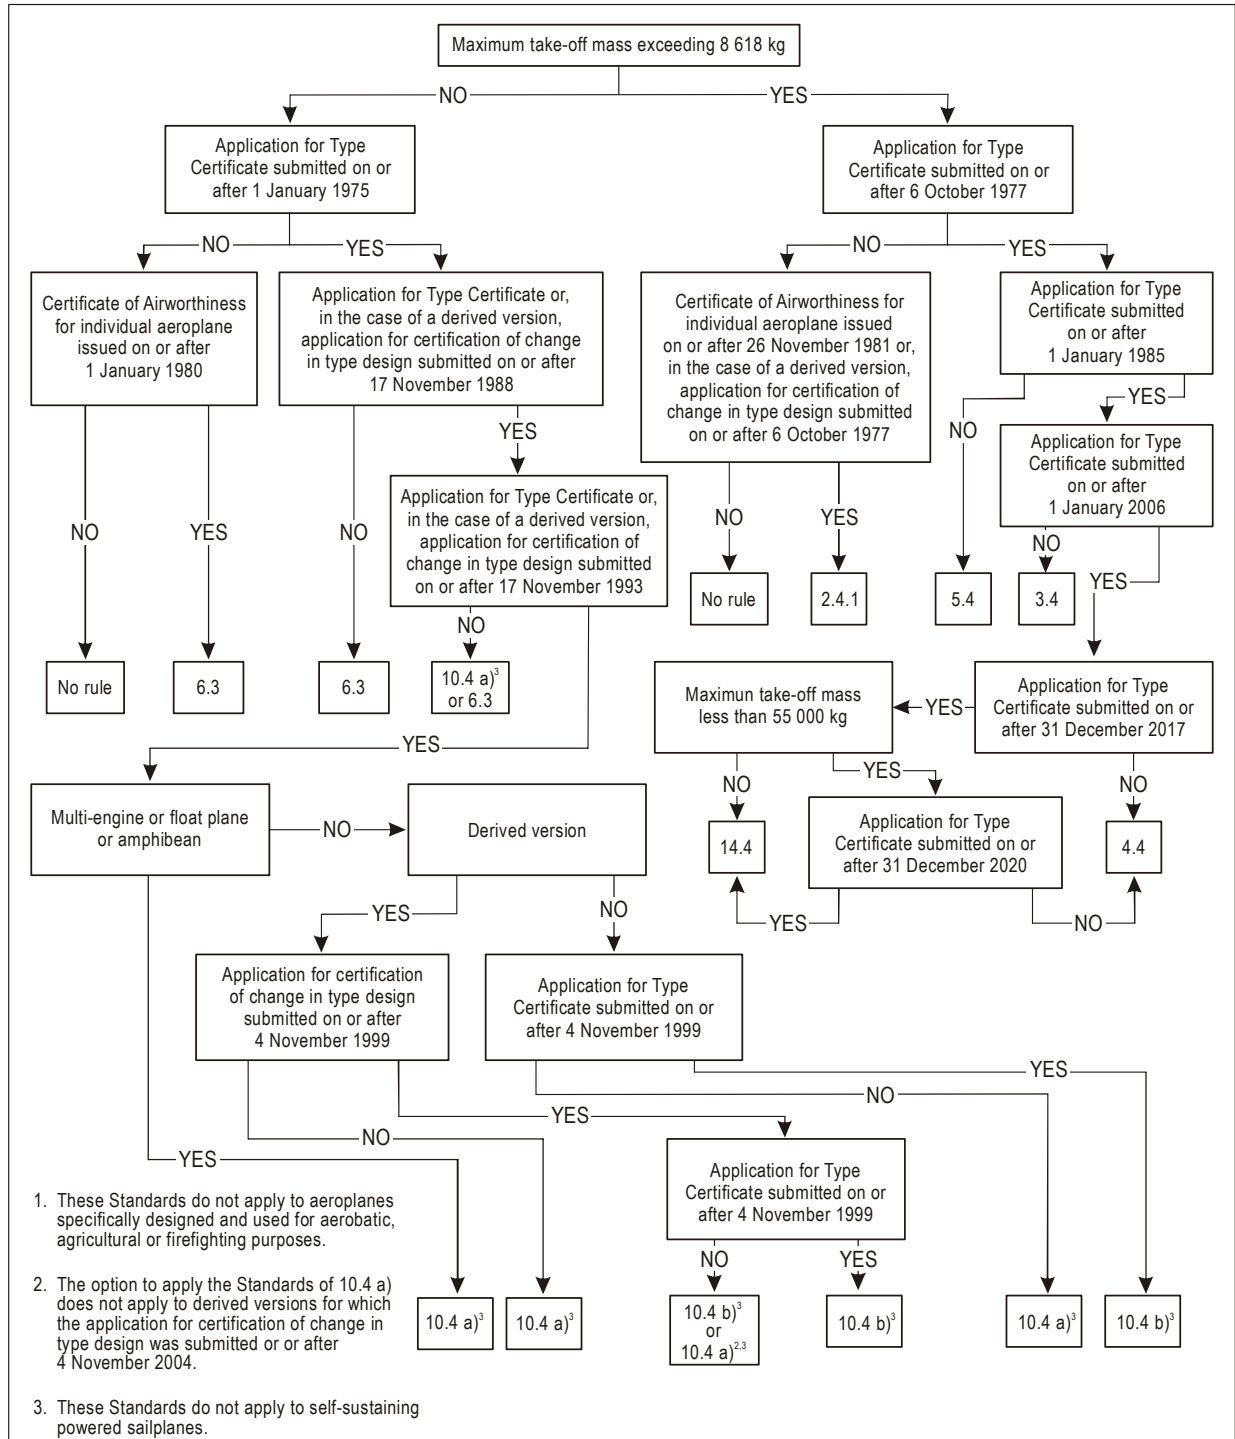 Maximum take-off mass exceeding 8 618 kg
NO
YES
Application for Type
Certificate submitted on or
after 1 January 1975
Application for Type
Certificate submitted on or
after 6 October 1977
NO
YES
NO
YES
Certificate of Airworthiness
for individual aeroplane
issued on or after
1 January 1980
Application for Type Certificate or,
in the case of a derived version,
application for certification of change
in type design submitted on or after
17 November 1988
Certificate of Airworthiness for
individual aeroplane issued
on or after 26 November 1981 or,
in the case of a derived version,
application for certification of
change in type design submitted
on or after 6 October 1977
Application for Type
Certificate submitted
on or after
1 January 1985
YES
NO
YES
Application for Type
Certificate submitted
on or after
1 January 2006
Application for Type Certificate or,
in the case of a derived version,
application for certification of
change in type design submitted
on or after 17 November 1993
NO
YES
NO
NO
YES
NO
YES
No rule
2.4.1
5.4
3.4
NO
No rule
6.3
6.3
10.4 a)³
or 6.3
Maximun take-off mass
less than 55 000 kg
YES
Application for Type
Certificate submitted on or
after 31 December 2017
YES
NO
YES
NO
Multi-engine or float plane
or amphibean
NO
Derived version
14.4
Application for Type
Certificate submitted on or
after 31 December 2020
4.4
YES
NO
YES
NO
Application for certification
of change in type design
submitted on or after
4 November 1999
Application for Type
Certificate submitted on or
after 4 November 1999
YES
NO
YES
NO
YES
Application for Type
Certificate submitted on or
after 4 November 1999
NO
YES
1. These Standards do not apply to aeroplanes
specifically designed and used for aerobatic,
agricultural or firefighting purposes.
2. The option to apply the Standards of 10.4 a)
does not apply to derived versions for which
the application for certification of change in
type design was submitted or or after
4 November 2004.
3. These Standards do not apply to self-sustaining
powered sailplanes.
10.4 a)³
10.4 a)³
10.4 b)³
or
10.4 a)²,³
10.4 b)³
10.4 a)³
10.4 b)³